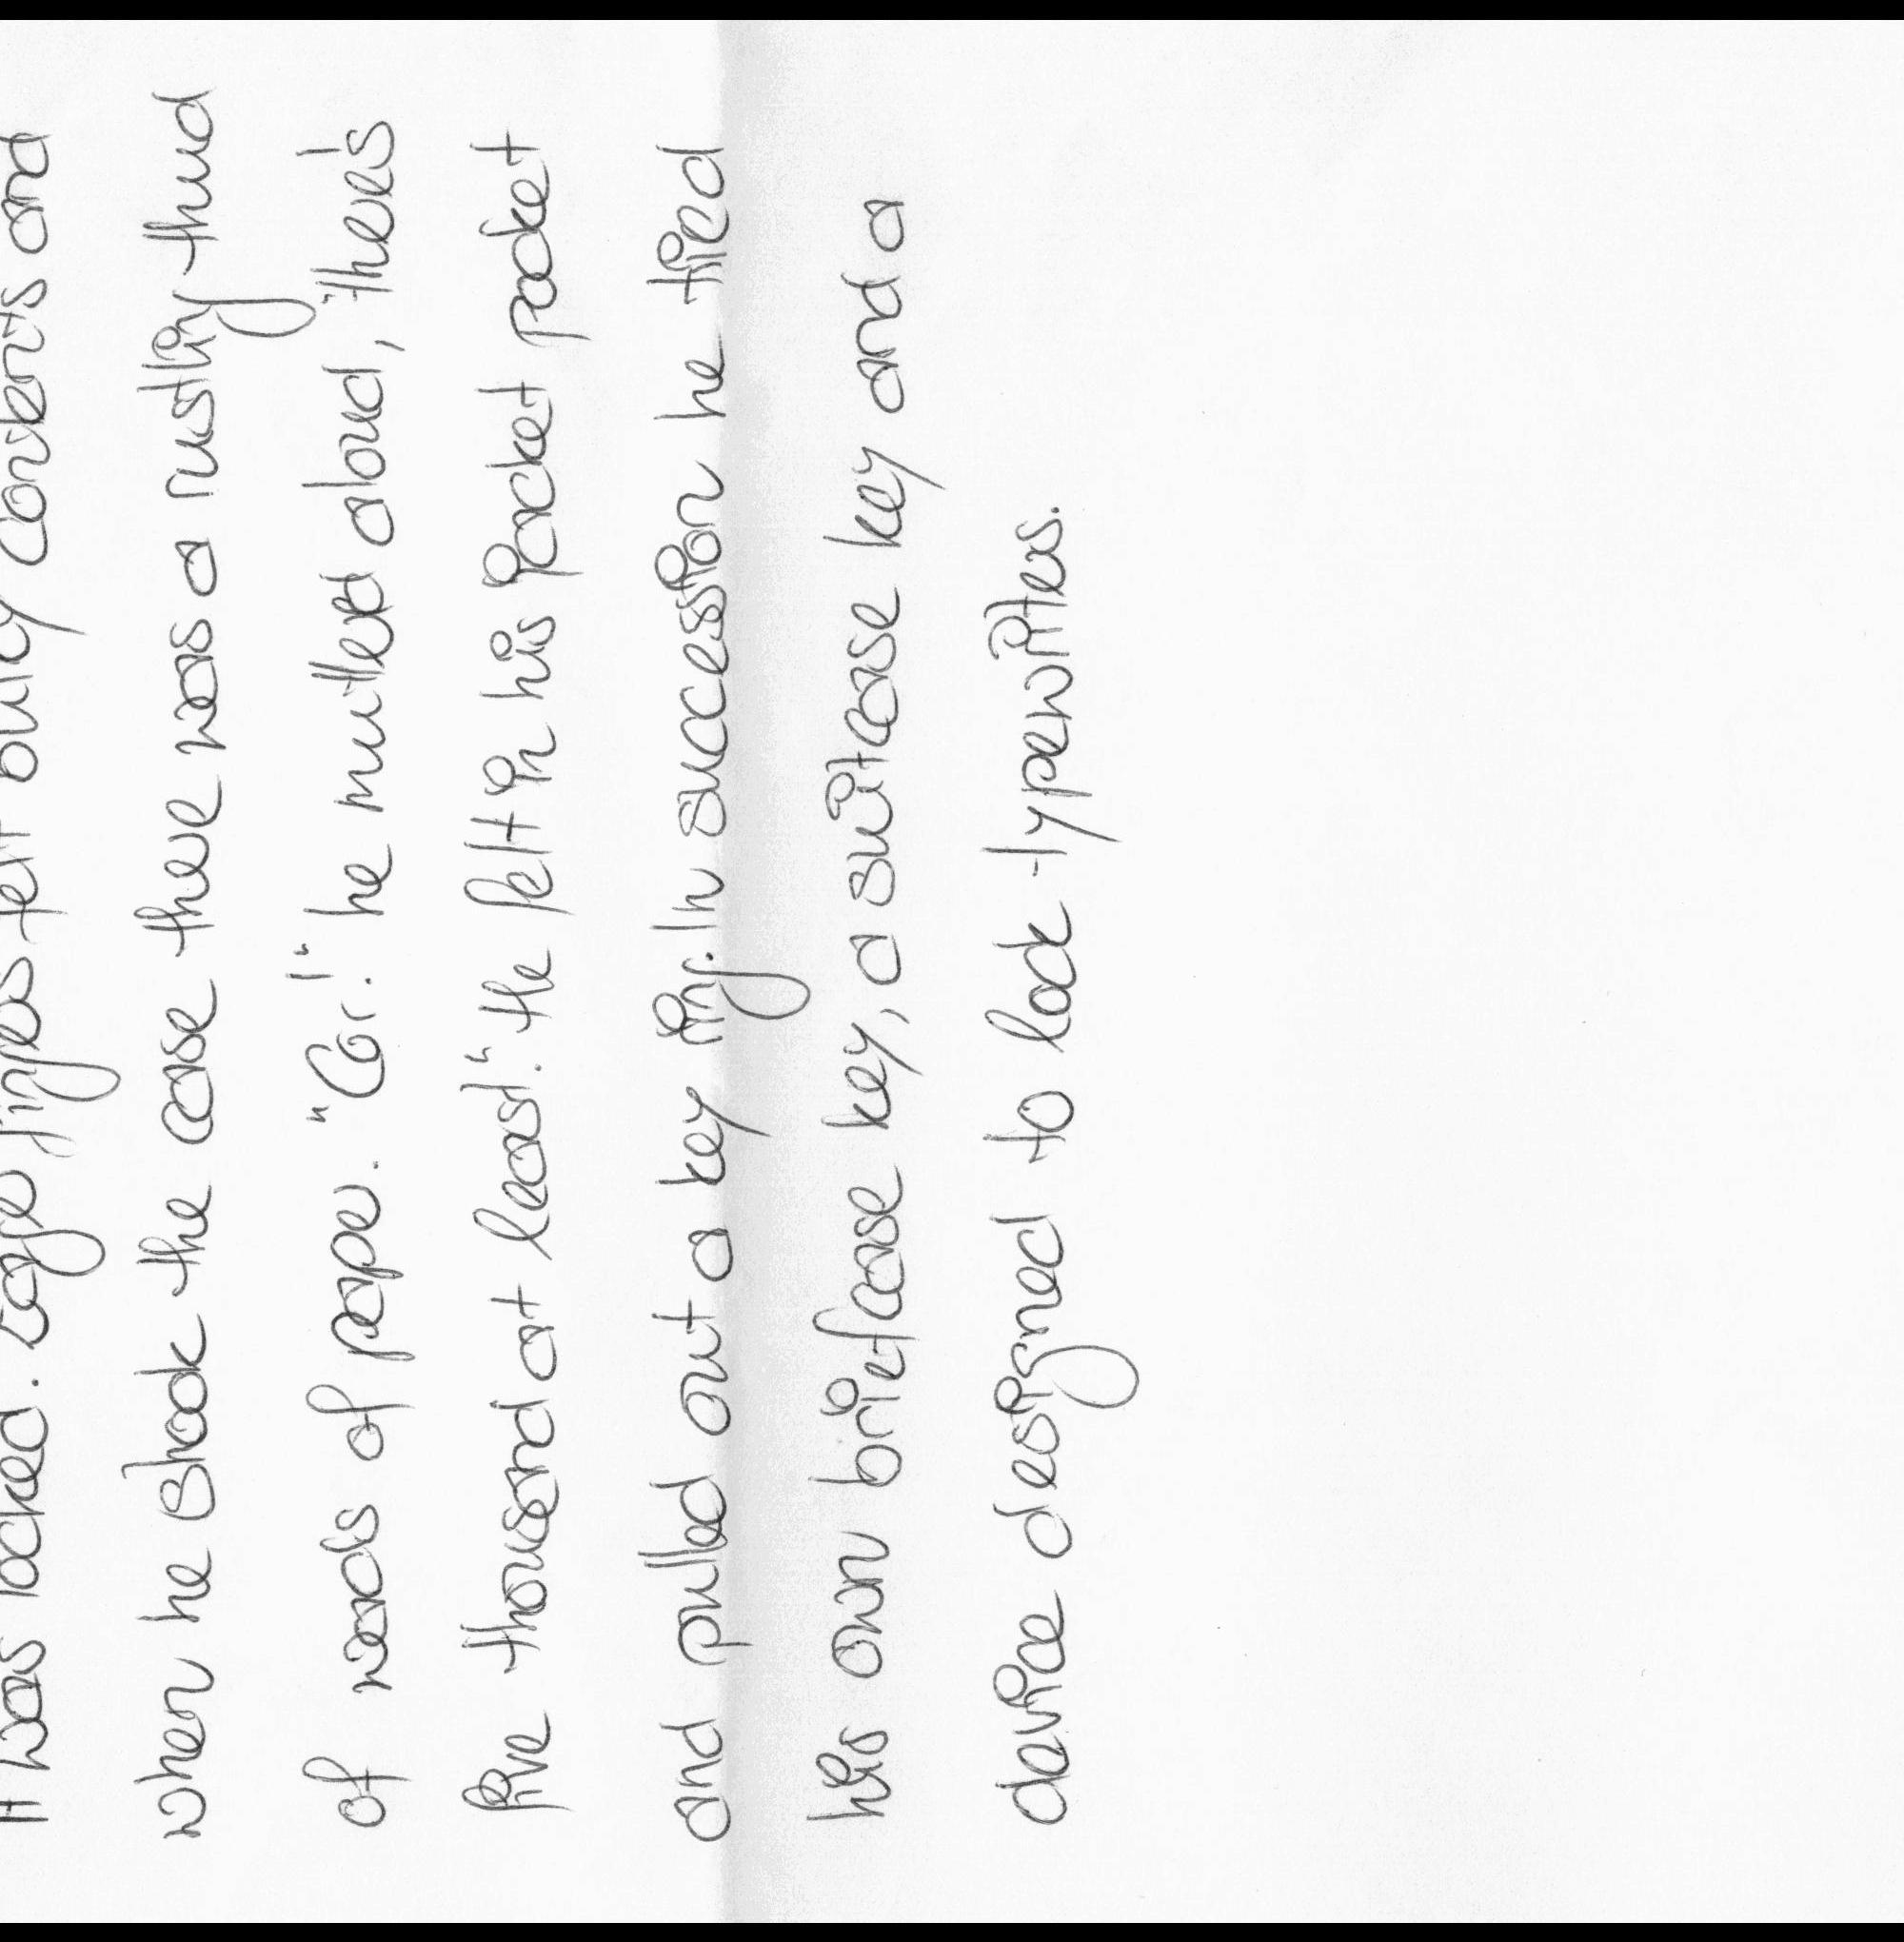 It was locked. Eager fingers felt bulky contents and
when he shook the case there was a rustling thud
of wads of paper. "Cor!" he muttered aloud, "there's
five thousand at least." He felt in his jacket pocket
and pulled out a key ring. In succession he tried
his own briefcase key, a suitcase key and a
device designed to lock typewriters.